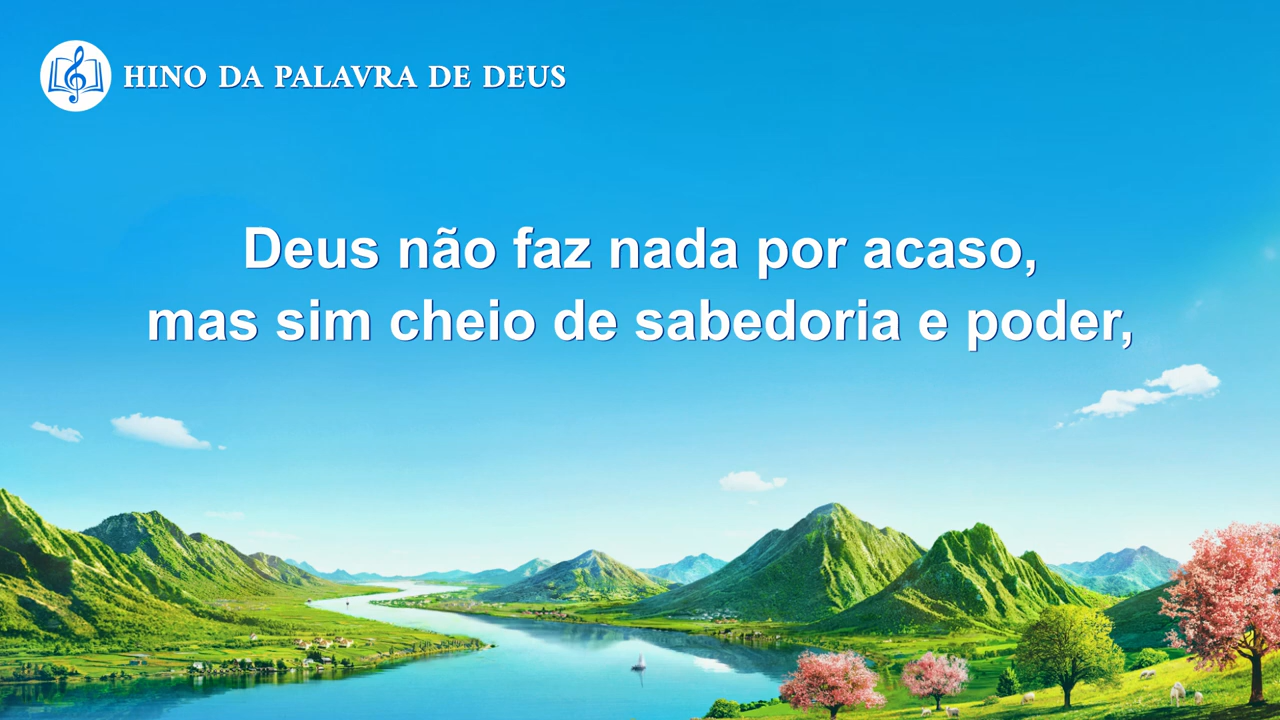 HINO DA PALAVRA DE DEUS
Deus não faz nada por acaso,
mas sim cheio de sabedoria e poder,